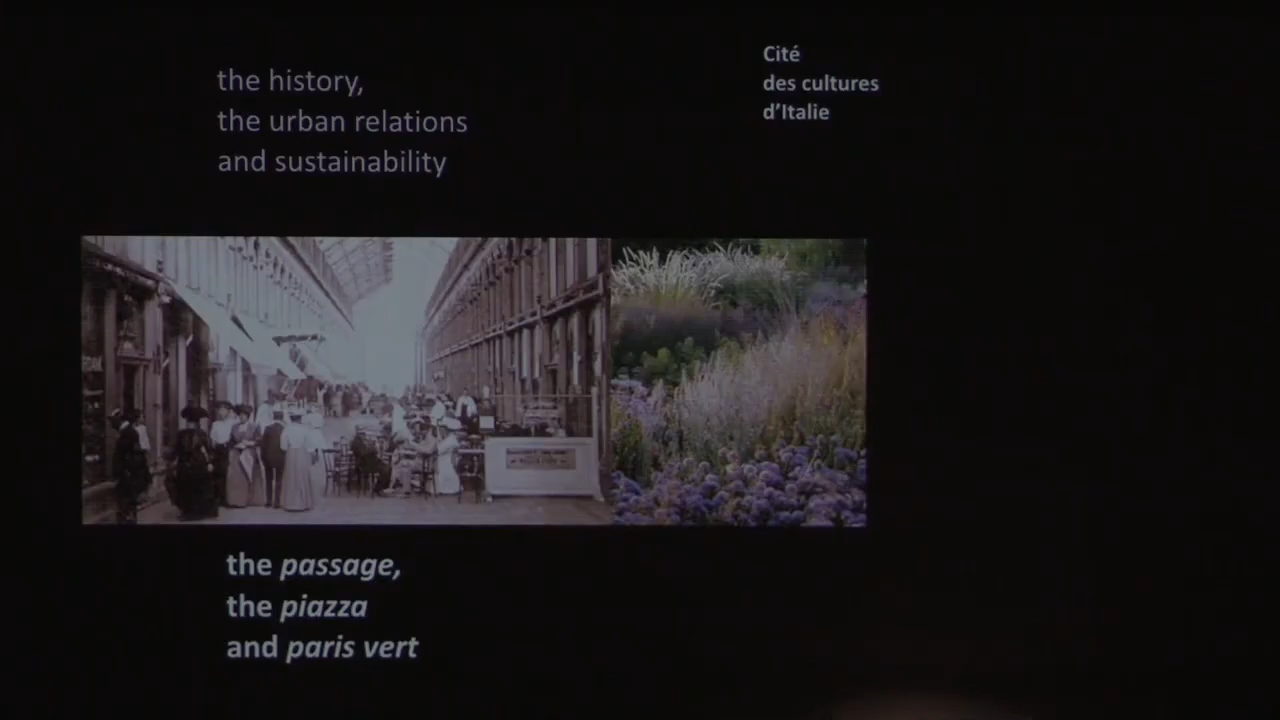 the history,
the urban relations
and sustainability
Cité
des cultures
d'Italie
the passage,
the piazza
and paris vert